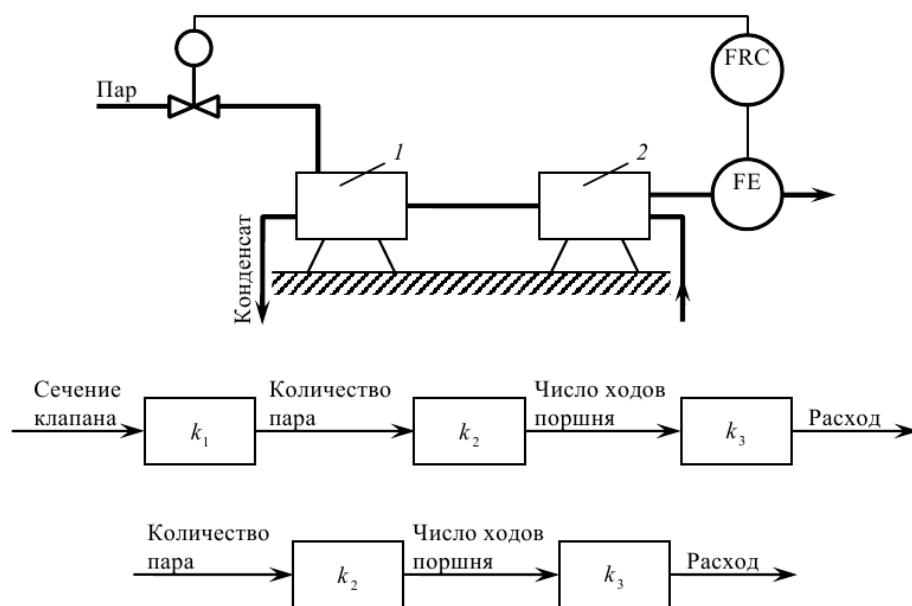 FRC
Пар
1
2
FE
Конденсат
Сечение
клапана
k1
Количество
пара
k2
Число ходов
поршня
k3
Расход
Количество
пара
k2
Число ходов
поршня
k3
Расход